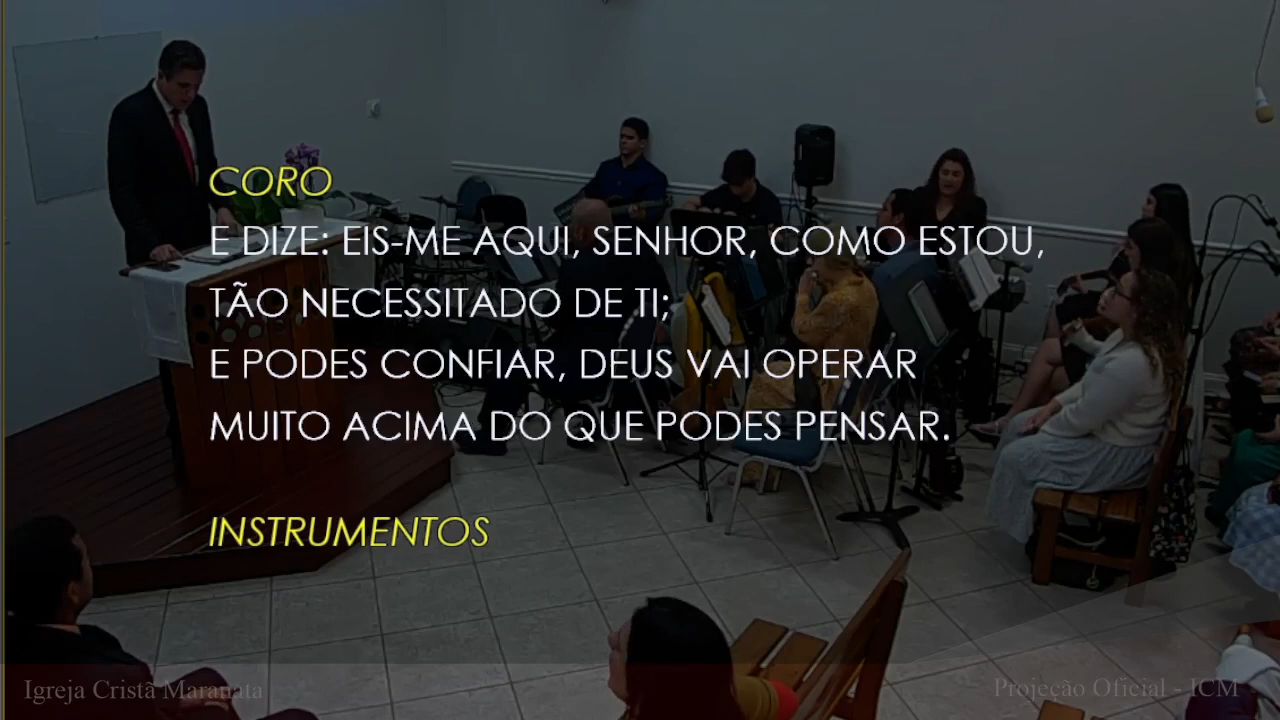 CORO
E DIZE: EIS-ME AQUI, SENHOR, COMO ESTOU,
TÃO NECESSITADO DE TI;
E PODES CONFIAR, DEUS VAI OPERAR
MUITO ACIMA DO QUE PODES PENSAR.
INSTRUMENTOS
Igreja Cristã Maranata
Projeção Oficial - ICM